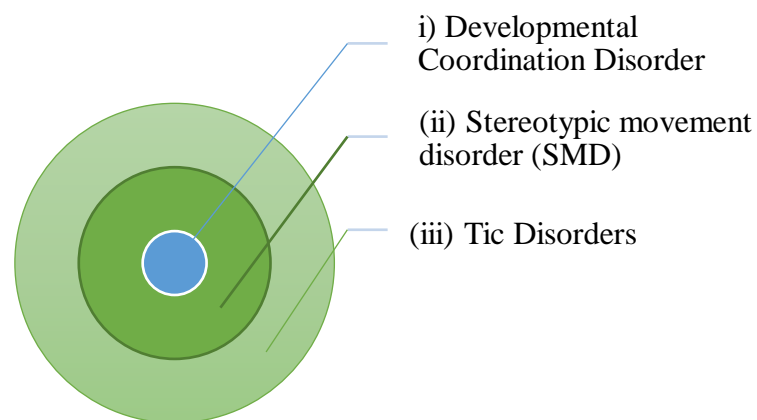 i) Developmental
Coordination Disorder
(ii) Stereotypic movement
disorder (SMD)
(iii) Tic Disorders